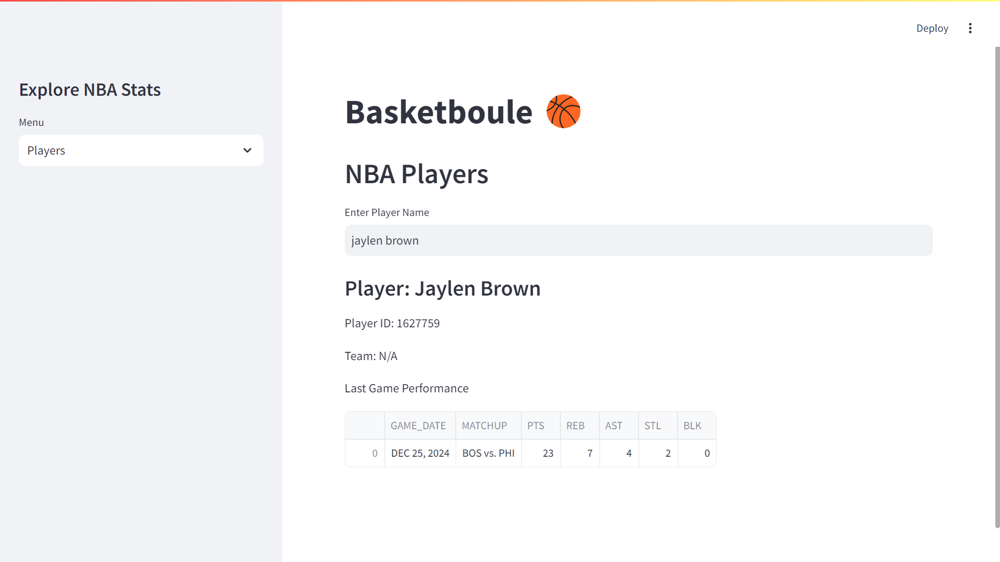 Deploy
Explore NBA Stats
Menu
Players
Basketboule
NBA Players
Enter Player Name
jaylen brown
Player: Jaylen Brown
Player ID: 1627759
Team: N/A
Last Game Performance
GAME_DATE MATCHUP PTS REB AST STL BLK
0 DEC 25, 2024 BOS vs. PHI 23 7 4 2 0